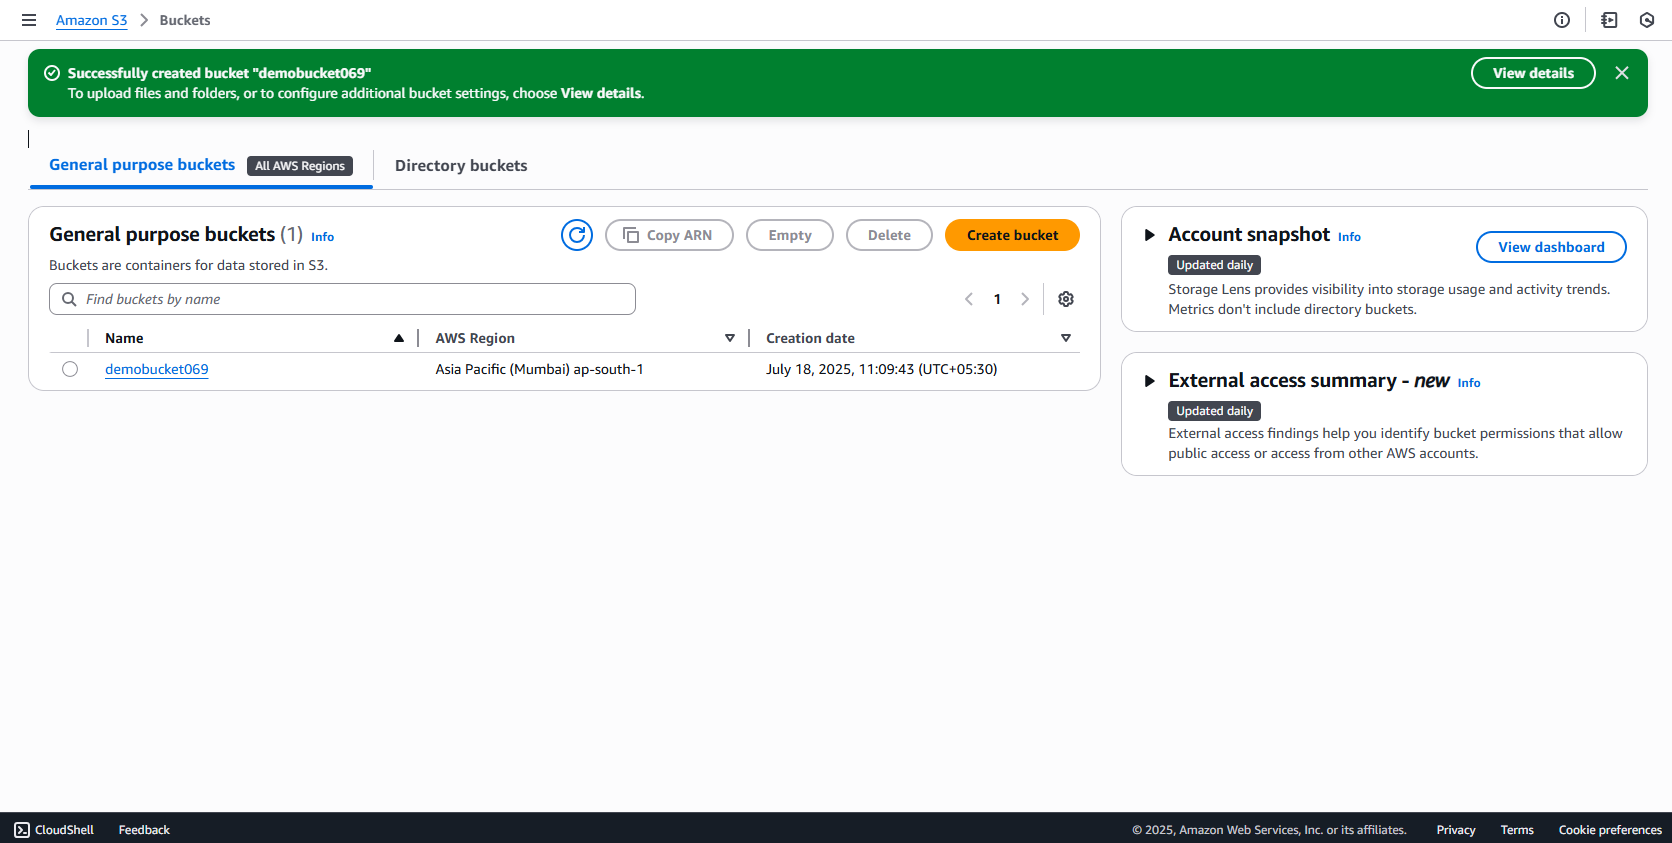 Amazon S3 > Buckets
Successfully created bucket "demobucket069"
To upload files and folders, or to configure additional bucket settings, choose View details.
View details
General purpose buckets All AWS Regions
Directory buckets
General purpose buckets (1) Info
Copy ARN
Empty
Delete
Create bucket
Buckets are containers for data stored in S3.
Find buckets by name
1
Name AWS Region Creation date
demobucket069 Asia Pacific (Mumbai) ap-south-1 July 18, 2025, 11:09:43 (UTC+05:30)
Account snapshot Info
View dashboard
Updated daily
Storage Lens provides visibility into storage usage and activity trends.
Metrics don't include directory buckets.
External access summary - new Info
Updated daily
External access findings help you identify bucket permissions that allow
public access or access from other AWS accounts.
CloudShell Feedback © 2025, Amazon Web Services, Inc. or its affiliates. Privacy Terms Cookie preferences